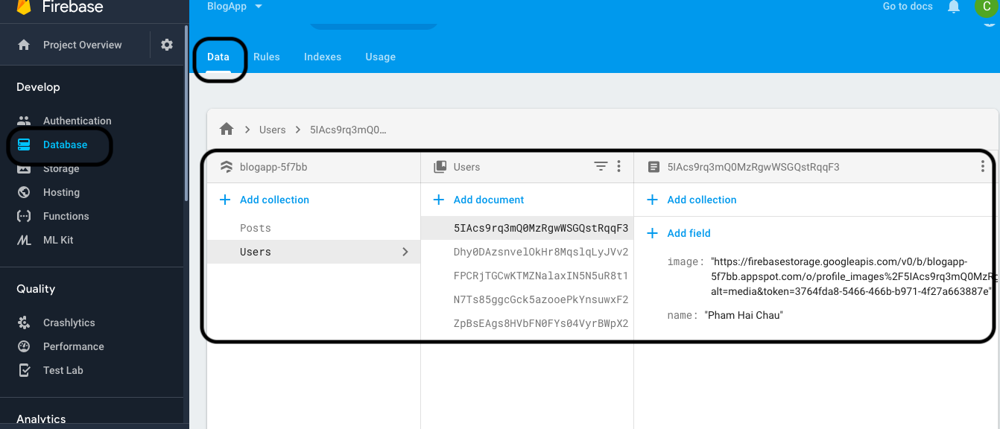 Firebase
BlogApp
Go to docs
C
Project Overview
Data
Rules
Indexes
Usage
Develop
Authentication
Database
Storage
Hosting
Functions
ML Kit
Quality
Crashlytics
Performance
Test Lab
Analytics
Users
5IAcs9rq3mQ0...
blogapp-5f7bb
Users
5IAcs9rq3mQ0MzRgwWSGQstRqqF3
Add collection
Add document
Add collection
Posts
Users
5IAcs9rq3mQ0MzRgwWSGQstRqqF3
Dhy0DAzsnvelOkHr8MqslqLyJVv2
FPCRjTGCwKTMZNalaxIN5N5uR8t1
N7Ts85ggcGck5azooePkYnsuwxF2
ZpBsEAgs8HVbFN0FYs04VyrBWpX2
Add field
image: "https://firebasestorage.googleapis.com/v0/b/blogapp-
5f7bb.appspot.com/o/profile_images%2F5IAcs9rq3mQ0MzRg
alt=media&token=3764fda8-5466-466b-b971-4f27a663887e"
name: "Pham Hai Chau"